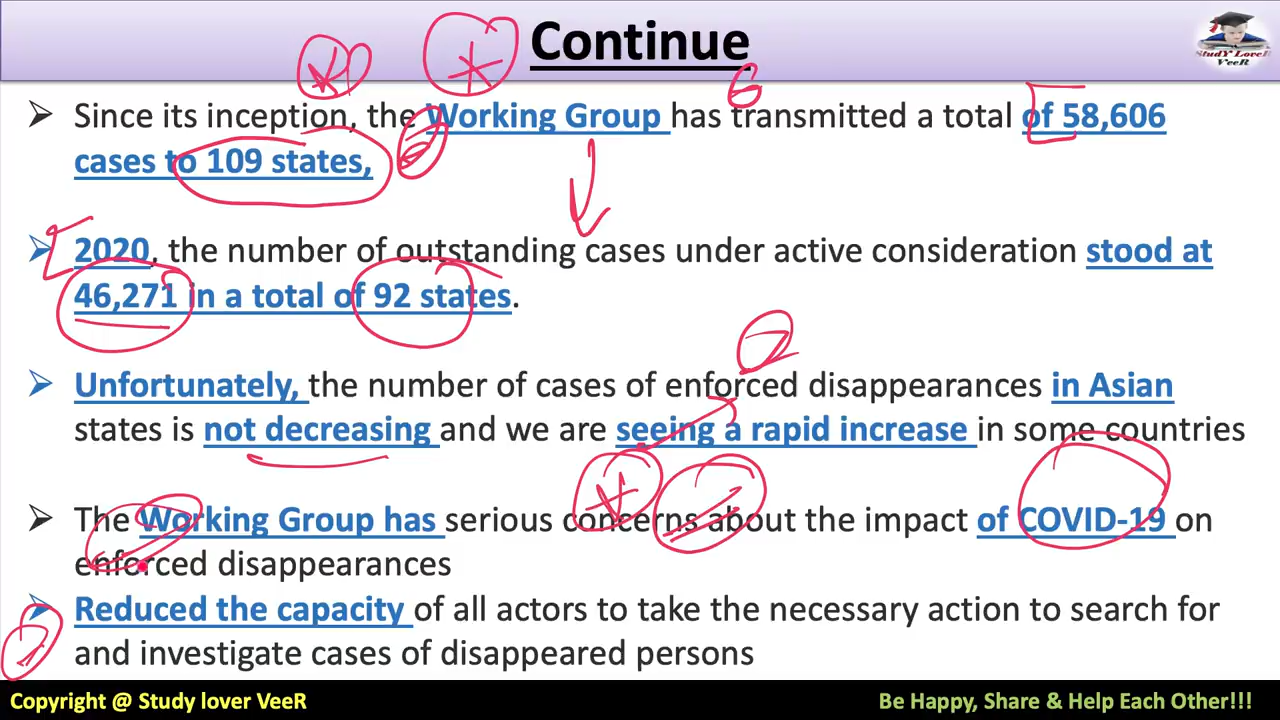 Continue
StudY LoveR
VeeR
Since its inception, the Working Group has transmitted a total of 58,606
cases to 109 states,
2020, the number of outstanding cases under active consideration stood at
46,271 in a total of 92 states.
Unfortunately, the number of cases of enforced disappearances in Asian
states is not decreasing and we are seeing a rapid increase in some countries
The Working Group has serious concerns about the impact of COVID-19 on
enforced disappearances
Reduced the capacity of all actors to take the necessary action to search for
and investigate cases of disappeared persons
Copyright @ Study lover VeeR
Be Happy, Share & Help Each Other!!!